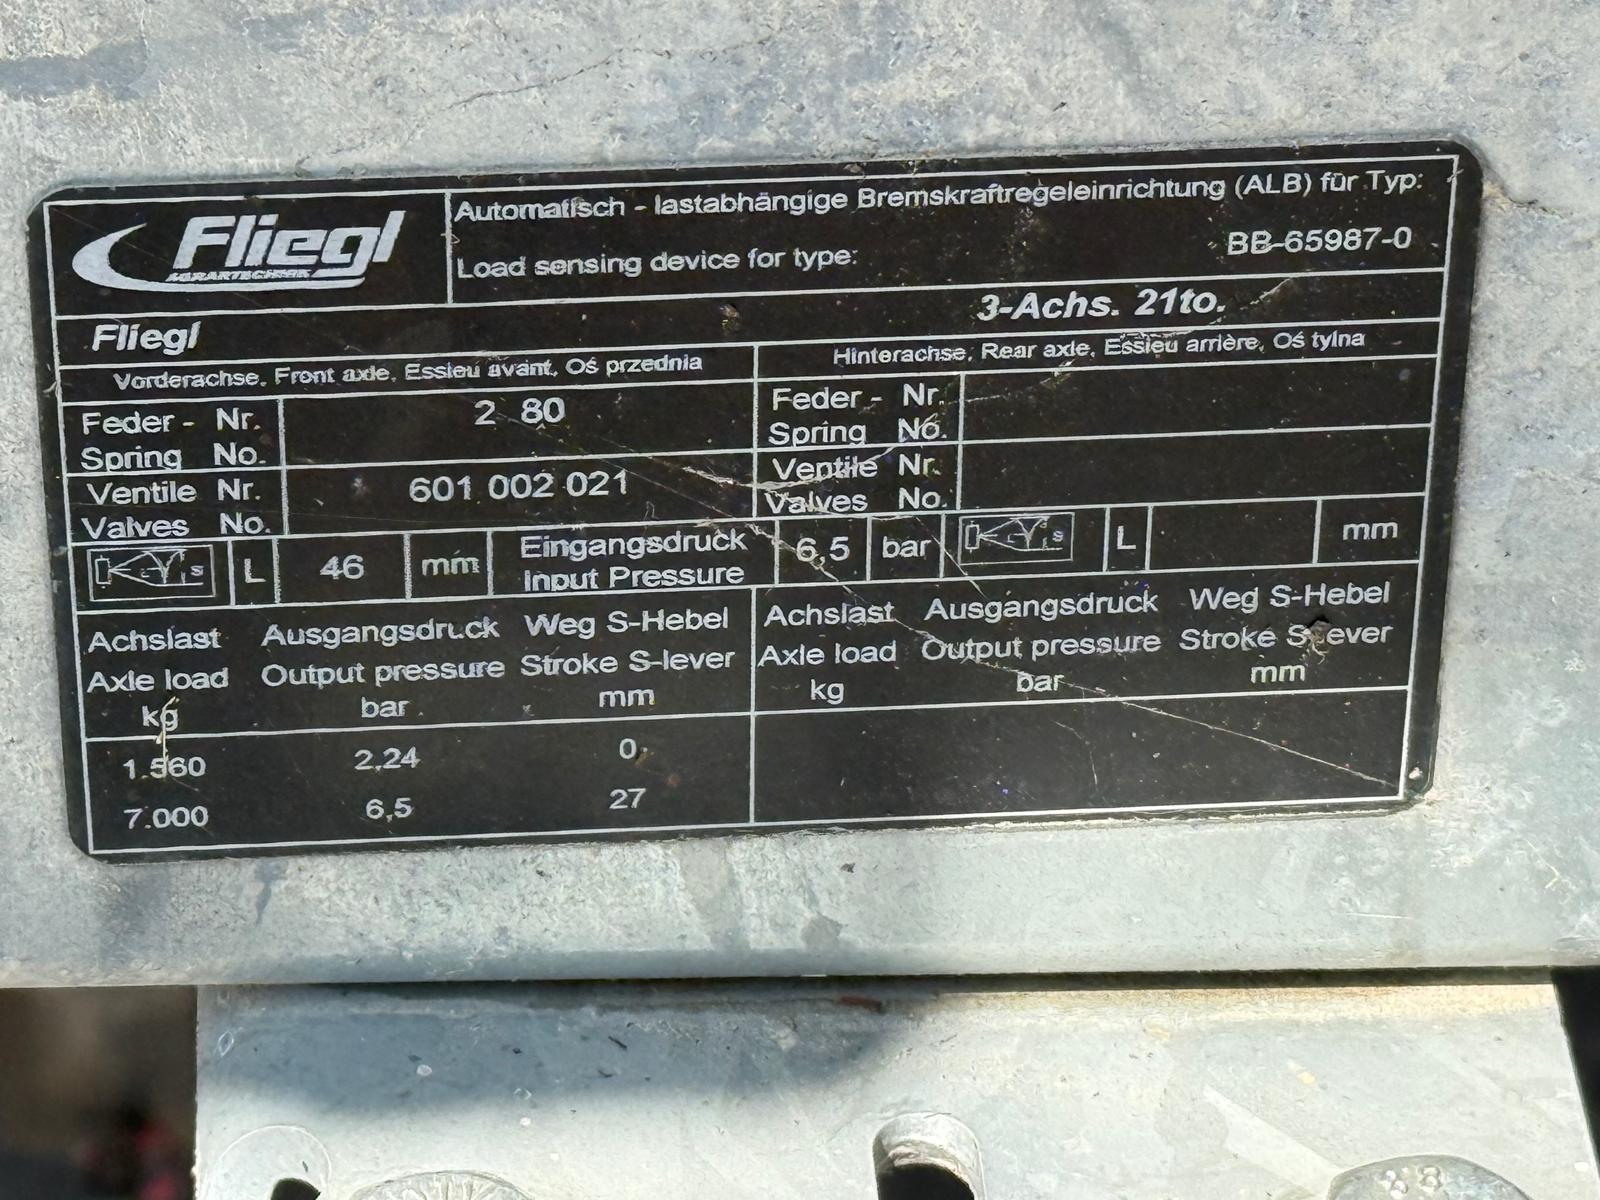 Fliegl
AGRARTECHNIK
Automatisch - lastabhängige Bremskraftregeleinrichtung (ALB) für Typ:
Load sensing device for type:
BB-65987-0
Fliegl
3-Achs. 21to.
Vorderachse, Front axle, Essieu avant, Oś przednia
Hinterachse, Rear axle, Essieu arrière, Oś tylna
Feder - Nr.
Spring No.
2 80
Feder - Nr.
Spring No.
Ventile Nr.
Valves No.
601 002 021
Ventile Nr.
Valves No.
S L 46 mm
Eingangsdruck
Input Pressure
6,5 bar
S L mm
Achslast Ausgangsdruck Weg S-Hebel
Axle load Output pressure Stroke S-lever
kg bar mm
Achslast Ausgangsdruck Weg S-Hebel
Axle load Output pressure Stroke S-lever
kg bar mm
1.560 2,24 0
7.000 6,5 27